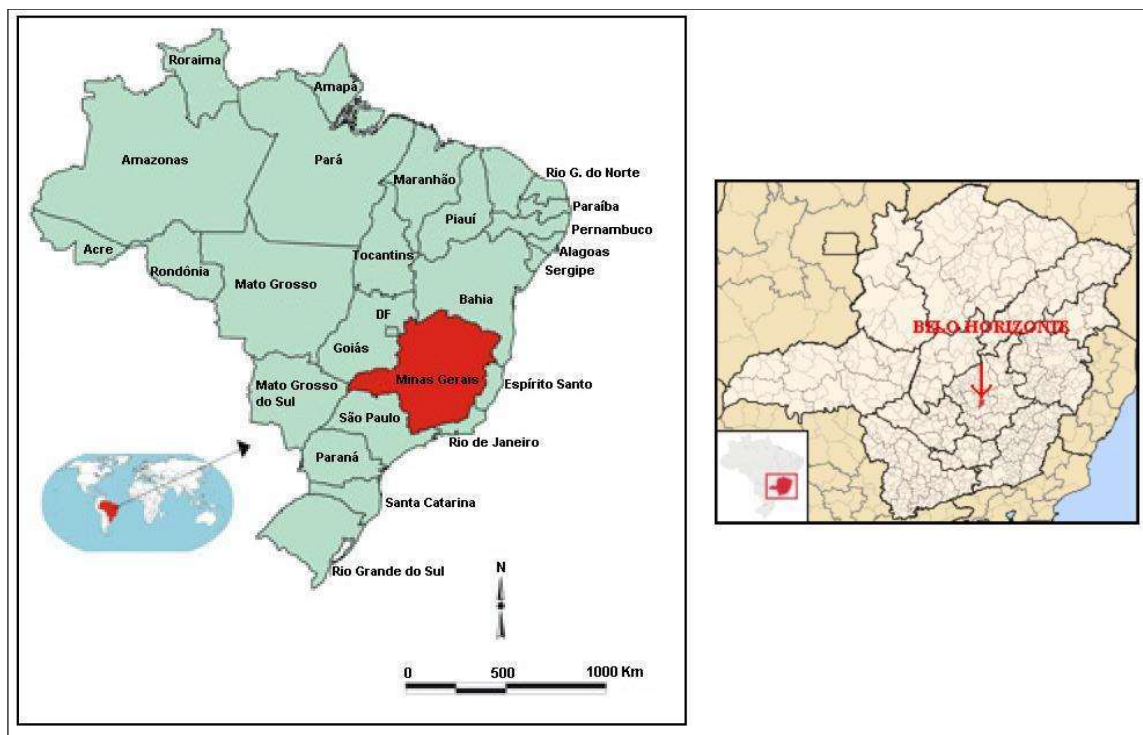 Roraima
Amapá
Amazonas
Pará
Maranhão
Rio G. do Norte
Paraíba
Piauí
Pernambuco
Acre
Alagoas
Rondônia
Tocantins
Sergipe
Mato Grosso
Bahia
DF
Goiás
Minas Gerais
Mato Grosso
do Sul
Espírito Santo
São Paulo
Rio de Janeiro
Paraná
Santa Catarina
Rio Grande do Sul
N
0 500 1000 Km
BELO HORIZONTE